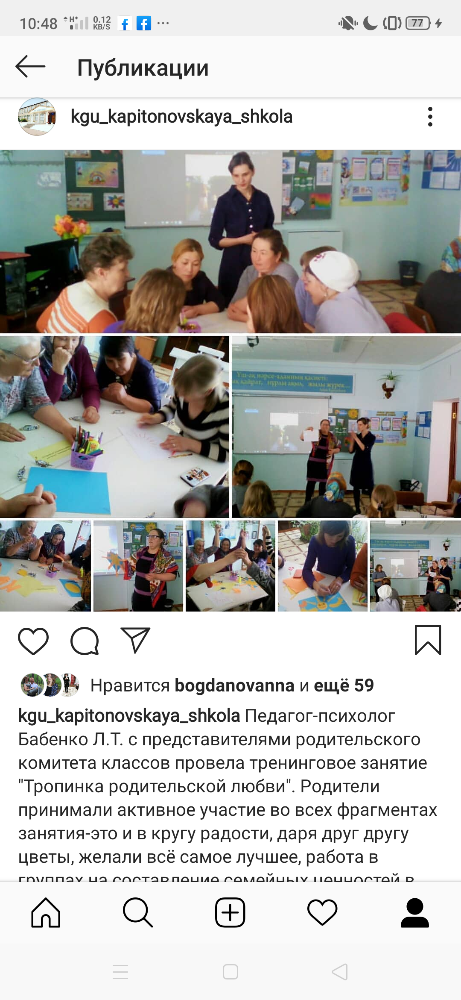 10:48 H+ 0.12 KB/S 77
Публикации
kgu_kapitonovskaya_shkola
Үш-ақ нәрсе-адамның қасиеті:
қайрат, нұрлы ақыл, жылы жүрек...
Нравится bogdanovanna и ещё 59
kgu_kapitonovskaya_shkola Педагог-психолог
Бабенко Л.Т. с представителями родительского
комитета классов провела тренинговое занятие
"Тропинка родительской любви". Родители
принимали активное участие во всех фрагментах
занятия-это и в кругу радости, даря друг другу
цветы, желали всё самое лучшее, работа в
группах на составление семейных ценностей в